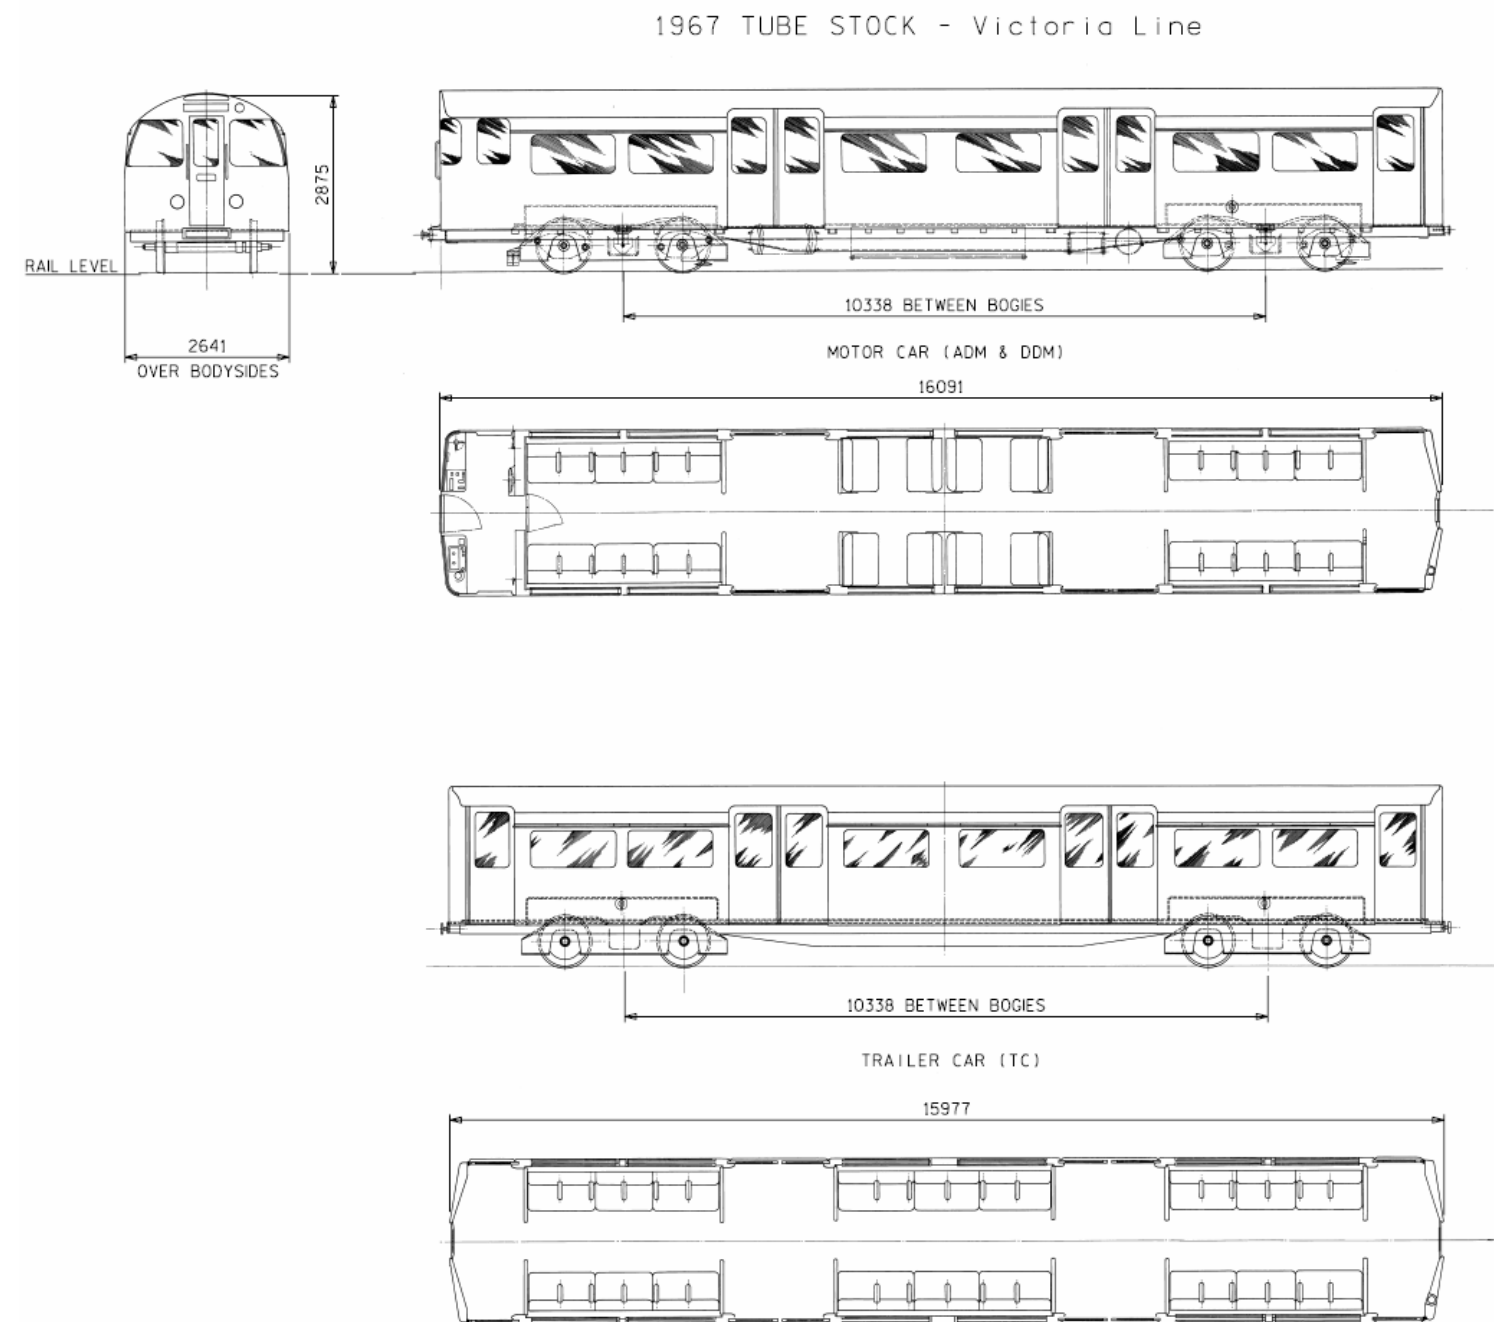 1967 TUBE STOCK - Victoria Line
2875
RAIL LEVEL
10338 BETWEEN BOGIES
2641
OVER BODYSIDES
MOTOR CAR (ADM & DDM)
16091
10338 BETWEEN BOGIES
TRAILER CAR (TC)
15977